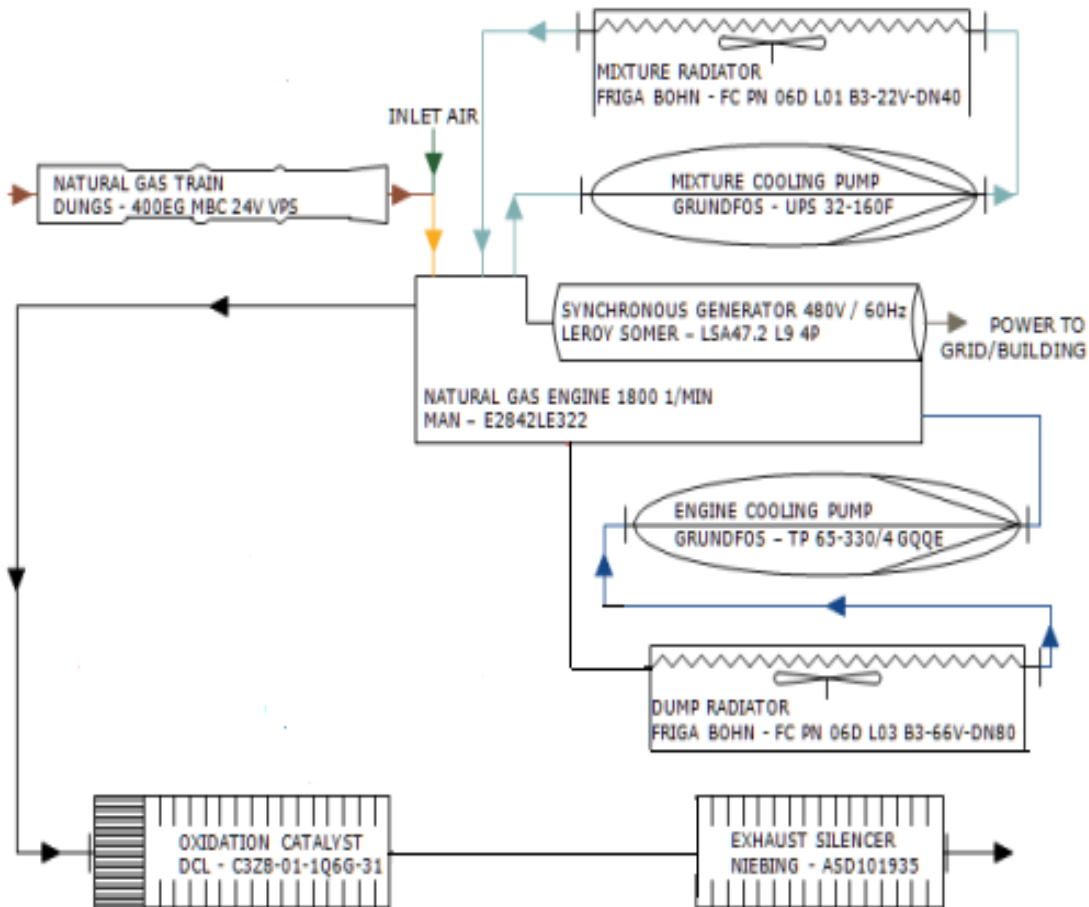 MIXTURE RADIATOR
FRIGA BOHN - FC PN 06D L01 B3-22V-DN40
INLET AIR
NATURAL GAS TRAIN
DUNGS - 400EG MBC 24V VPS
MIXTURE COOLING PUMP
GRUNDFOS - UPS 32-160F
SYNCHRONOUS GENERATOR 480V / 60Hz
LEROY SOMER – LSA47.2 L9 4P
POWER TO
GRID/BUILDING
NATURAL GAS ENGINE 1800 1/MIN
MAN – E2842LE322
ENGINE COOLING PUMP
GRUNDFOS – TP 65-330/4 GQQE
DUMP RADIATOR
FRIGA BOHN - FC PN 06D L03 B3-66V-DN80
OXIDATION CATALYST
DCL - C3Z8-01-1Q6G-31
EXHAUST SILENCER
NIEBING - ASD101935